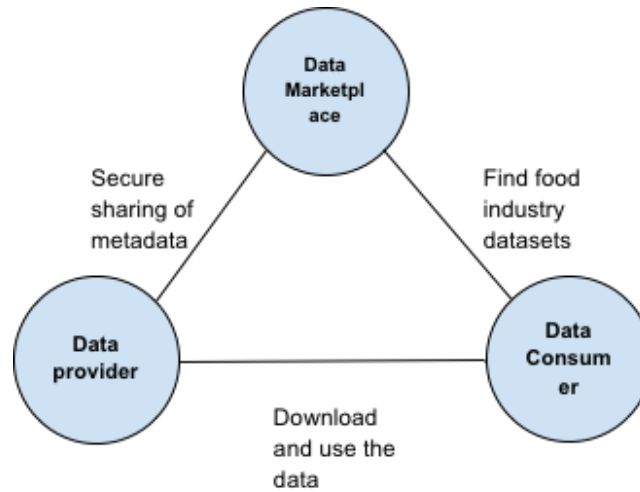 Data
Marketpl
ace
Secure
sharing of
metadata
Find food
industry
datasets
Data
provider
Data
Consum
er
Download
and use the
data